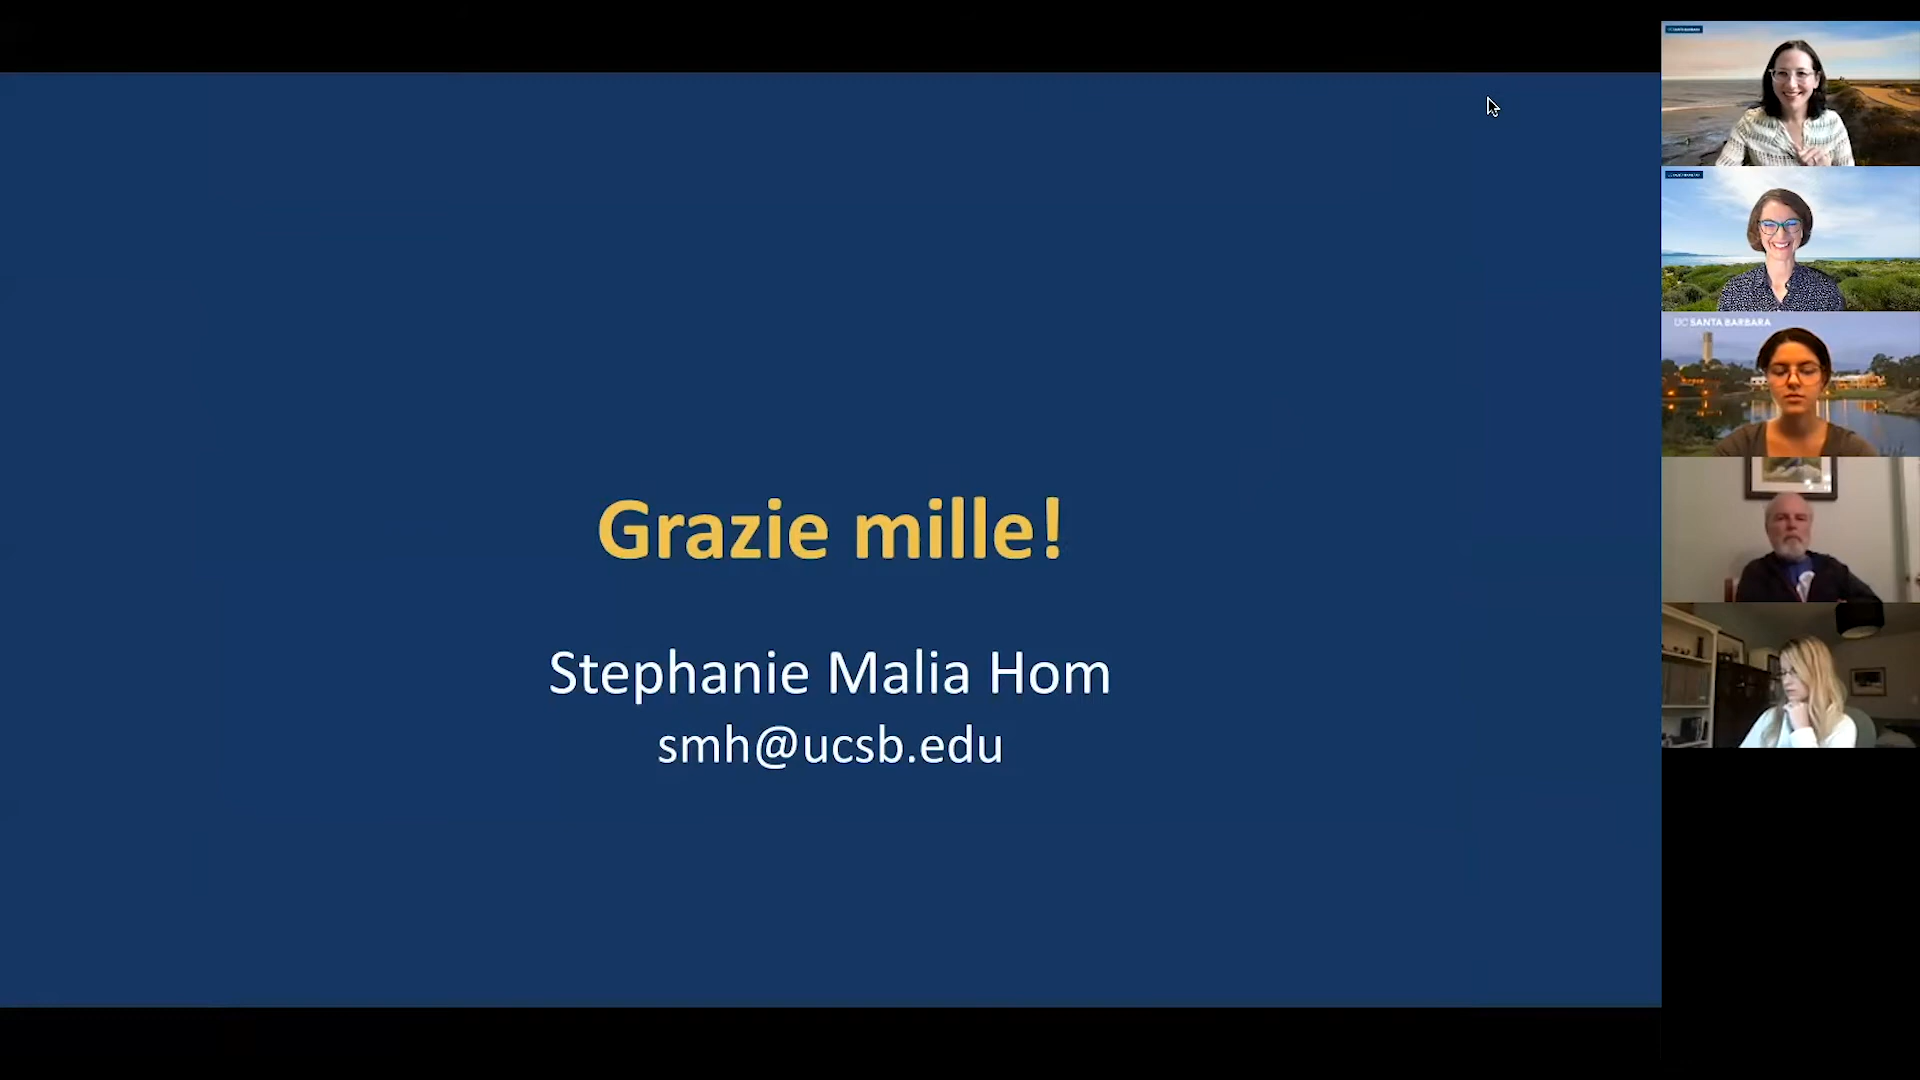 Grazie mille!
Stephanie Malia Hom
smh@ucsb.edu
UC SANTA BARBARA